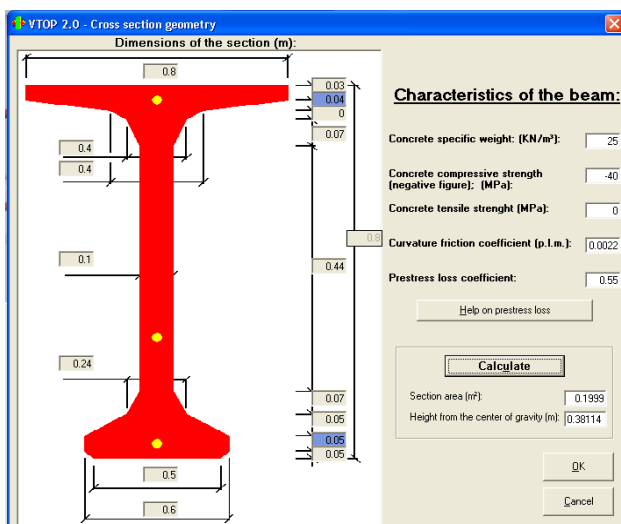 VTOP 2.0 - Cross section geometry
Dimensions of the section (m):
0.8
0.03
0.04
0
0.07
0.4
0.4
0.8
0.1
0.44
0.24
0.07
0.05
0.05
0.05
0.5
0.6
Characteristics of the beam:
Concrete specific weight: (KN/m³): 25
Concrete compressive strength
(negative figure); (MPa): -40
Concrete tensile strenght (MPa): 0
Curvature friction coefficient (p.l.m.): 0.0022
Prestress loss coefficient: 0.55
Help on prestress loss
Calculate
Section area (m²): 0.1999
Height from the center of gravity (m): 0.38114
OK
Cancel